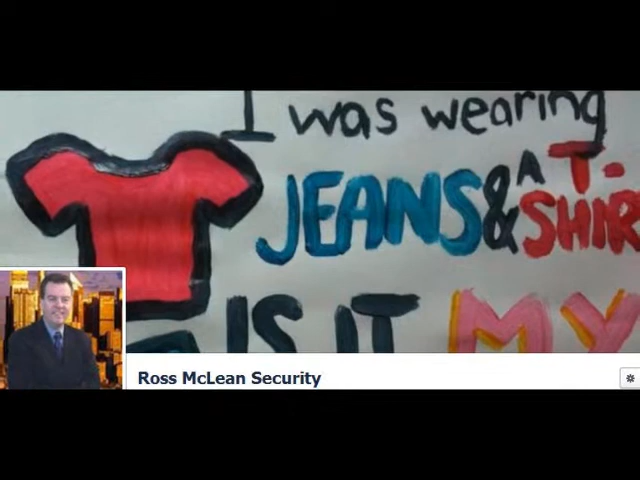 I was wearing
JEANS & A T-
SHIR
IS IT MY
Ross McLean Security